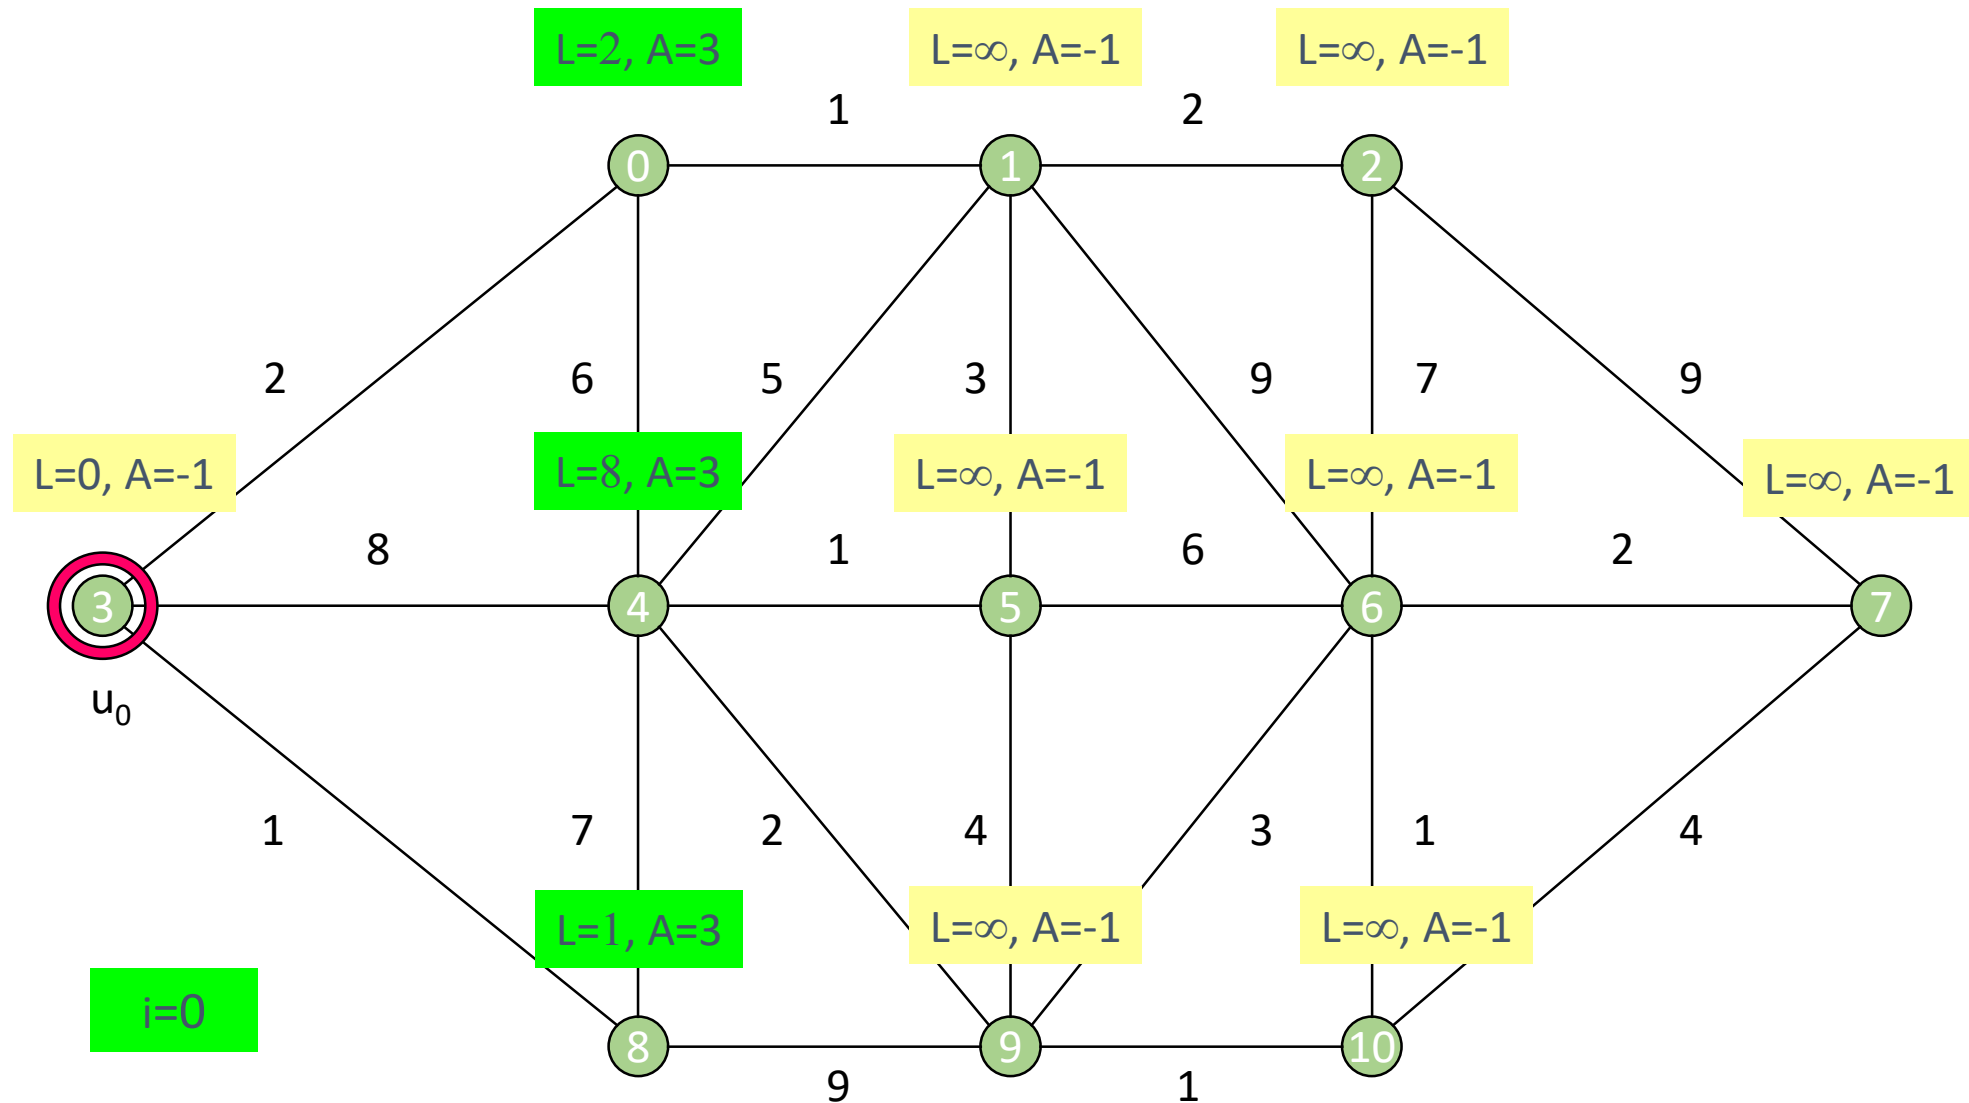 L=2, A=3
L=∞, A=-1
L=∞, A=-1
1
2
0
1
2
2
6
5
3
9
7
9
L=0, A=-1
L=8, A=3
L=∞, A=-1
L=∞, A=-1
L=∞, A=-1
8
1
6
2
3
4
5
6
7
u0
1
7
2
4
3
1
4
L=1, A=3
L=∞, A=-1
L=∞, A=-1
i=0
8
9
10
9
1